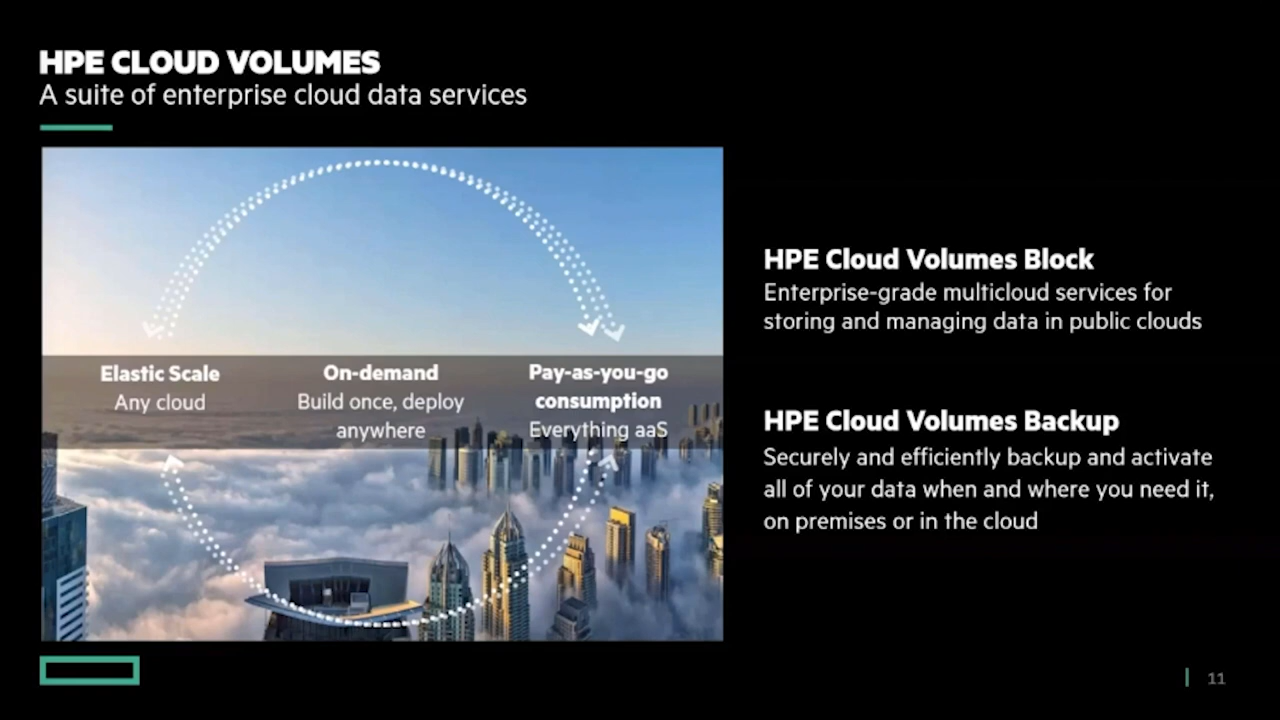 HPE CLOUD VOLUMES
A suite of enterprise cloud data services
Elastic Scale
Any cloud
On-demand
Build once, deploy
anywhere
Pay-as-you-go
consumption
Everything aaS
HPE Cloud Volumes Block
Enterprise-grade multicloud services for
storing and managing data in public clouds
HPE Cloud Volumes Backup
Securely and efficiently backup and activate
all of your data when and where you need it,
on premises or in the cloud
11